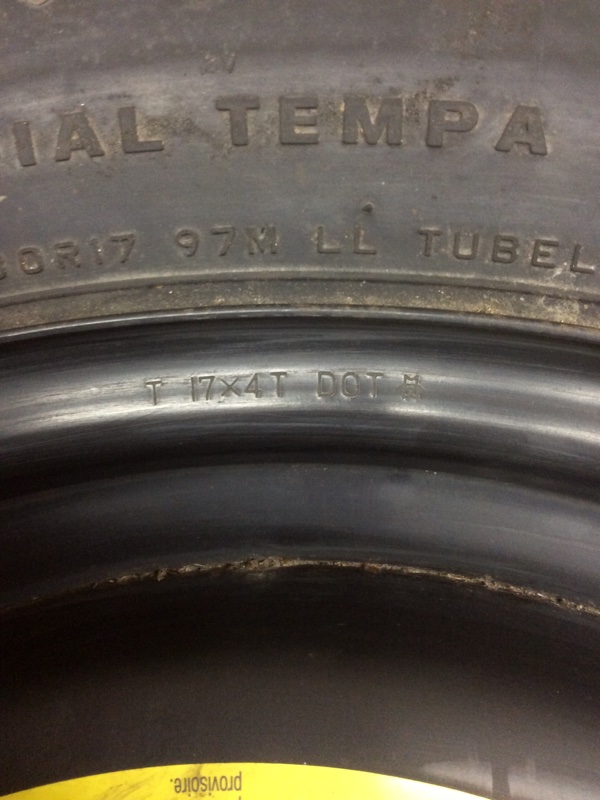 IAL TEMPA
0R17 97M LL TUBEL
T 17×4T DOT
provisoire.